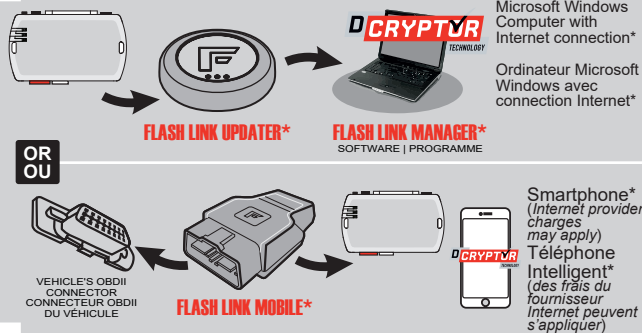 DCRYPTOR
TECHNOLOGY
Microsoft Windows
Computer with
Internet connection*
Ordinateur Microsoft
Windows avec
connection Internet*
FLASH LINK UPDATER*
FLASH LINK MANAGER*
SOFTWARE | PROGRAMME
OR
OU
VEHICLE'S OBDII
CONNECTOR
CONNECTEUR OBDII
DU VÉHICULE
FLASH LINK MOBILE*
DCRYPTOR
TECHNOLOGY
Smartphone*
(Internet provider
charges
may apply)
Téléphone
Intelligent*
(des frais du
fournisseur
Internet peuvent
s'appliquer)